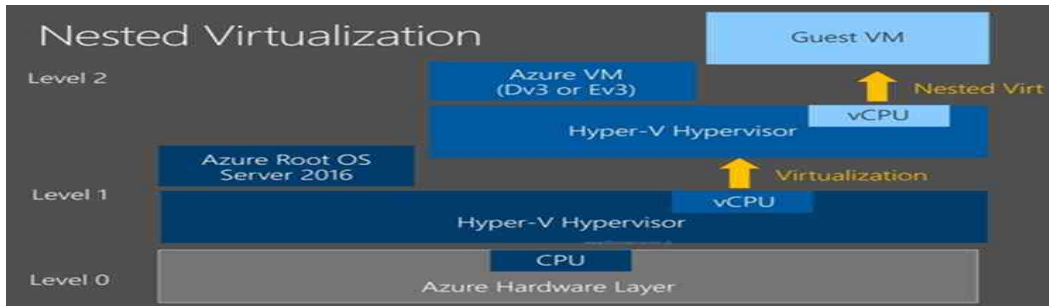 Nested Virtualization
Guest VM
Level 2
Azure VM
(Dv3 or Ev3)
Nested Virt
vCPU
Hyper-V Hypervisor
Azure Root OS
Server 2016
Virtualization
Level 1
vCPU
Hyper-V Hypervisor
CPU
Level 0
Azure Hardware Layer